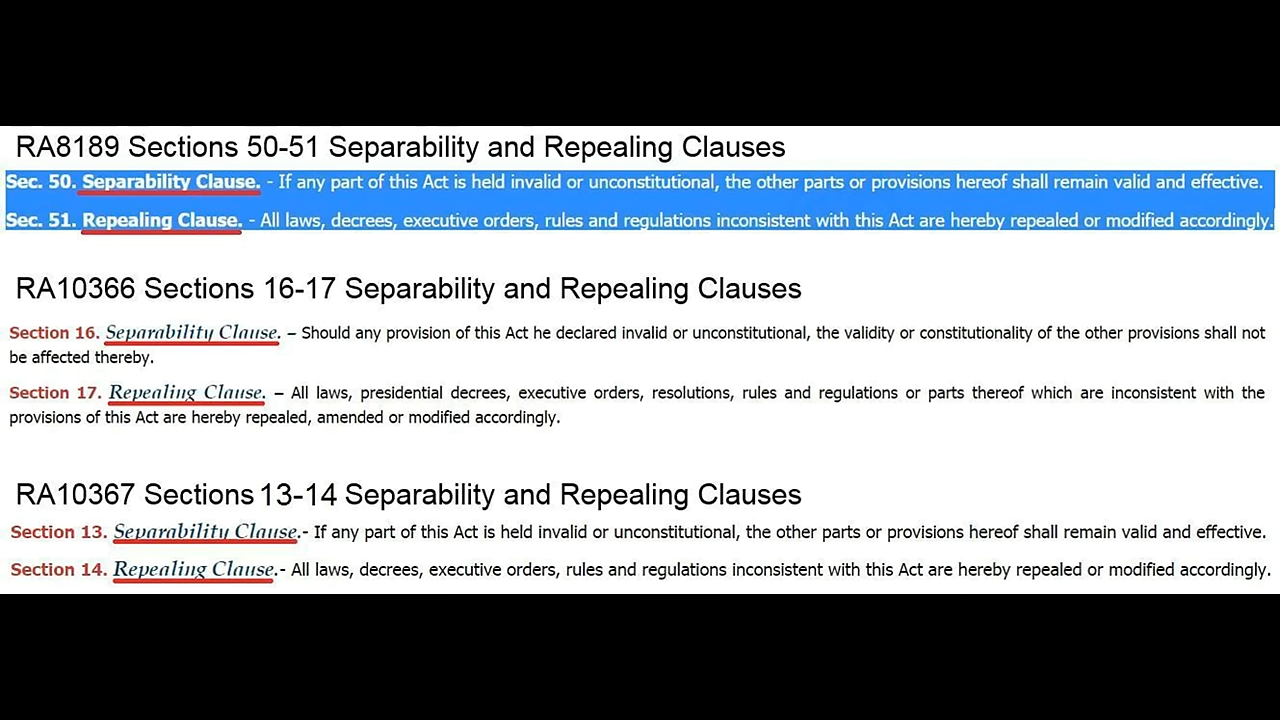 RA8189 Sections 50-51 Separability and Repealing Clauses
Sec. 50. Separability Clause. - If any part of this Act is held invalid or unconstitutional, the other parts or provisions hereof shall remain valid and effective.
Sec. 51. Repealing Clause. - All laws, decrees, executive orders, rules and regulations inconsistent with this Act are hereby repealed or modified accordingly.
RA10366 Sections 16-17 Separability and Repealing Clauses
Section 16. Separability Clause. – Should any provision of this Act he declared invalid or unconstitutional, the validity or constitutionality of the other provisions shall not
be affected thereby.
Section 17. Repealing Clause. – All laws, presidential decrees, executive orders, resolutions, rules and regulations or parts thereof which are inconsistent with the
provisions of this Act are hereby repealed, amended or modified accordingly.
RA10367 Sections 13-14 Separability and Repealing Clauses
Section 13. Separability Clause.- If any part of this Act is held invalid or unconstitutional, the other parts or provisions hereof shall remain valid and effective.
Section 14. Repealing Clause.- All laws, decrees, executive orders, rules and regulations inconsistent with this Act are hereby repealed or modified accordingly.